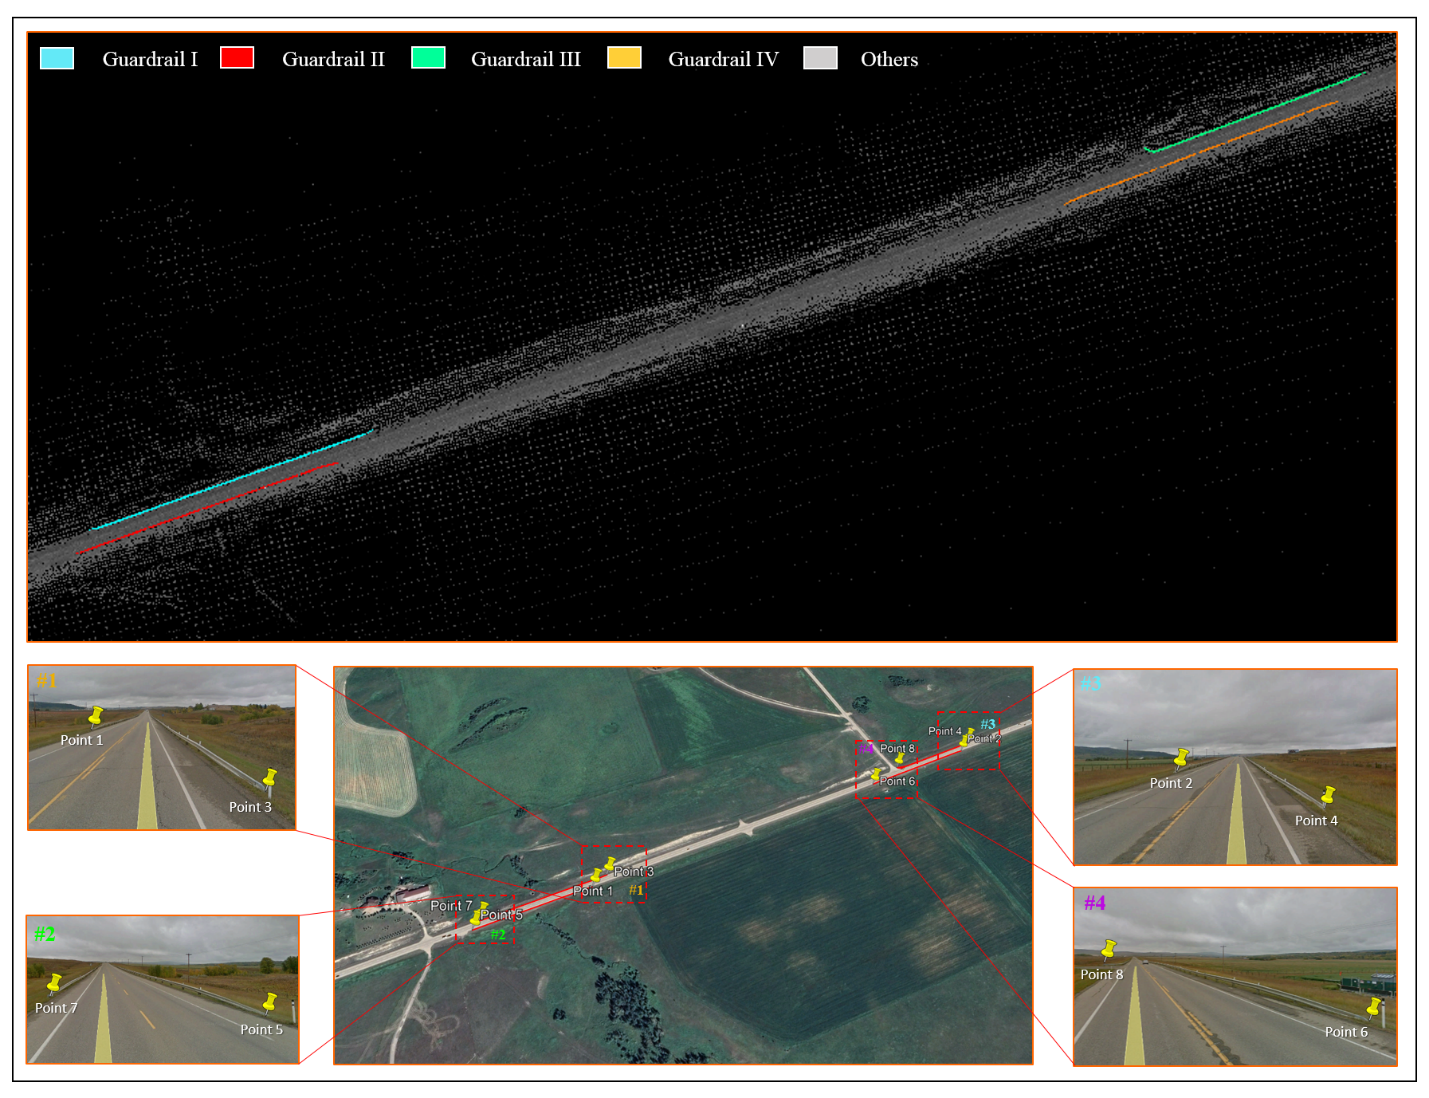 Guardrail I
Guardrail II
Guardrail III
Guardrail IV
Others
#1
Point 1
Point 3
#2
Point 7
Point 5
Point 4
#3
Point 2
#4
Point 8
Point 6
Point 3
Point 1
#1
Point 7
Point 5
#2
#3
Point 2
Point 4
#4
Point 8
Point 6